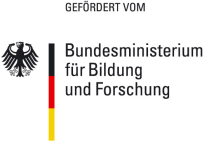 GEFÖRDERT VOM
Bundesministerium
für Bildung
und Forschung